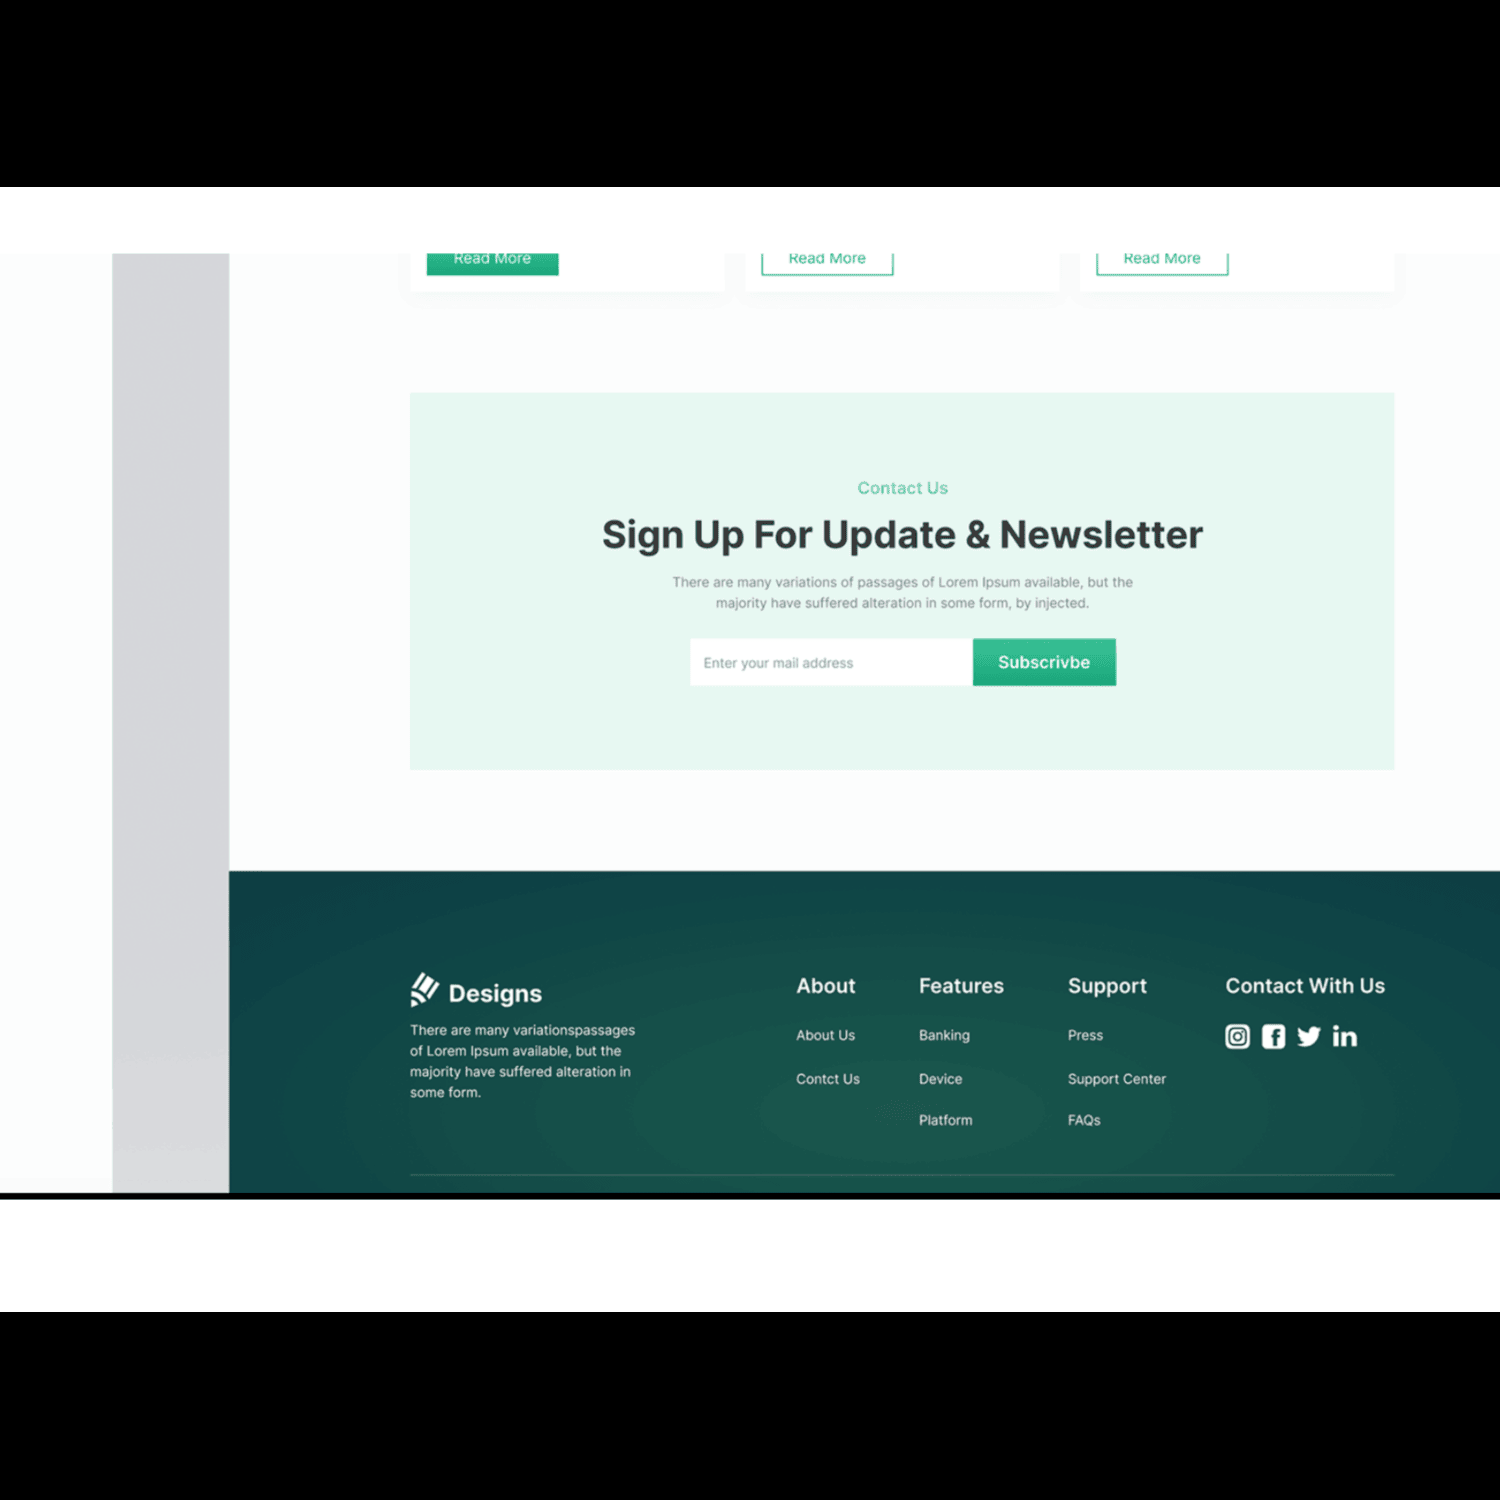 Read More
Read More
Read More
Contact Us
Sign Up For Update & Newsletter
There are many variations of passages of Lorem Ipsum available, but the
majority have suffered alteration in some form, by injected.
Enter your mail address
Subscrivbe
Designs
There are many variationspassages
of Lorem Ipsum available, but the
majority have suffered alteration in
some form.
About
About Us
Contct Us
Features
Banking
Device
Platform
Support
Press
Support Center
FAQs
Contact With Us